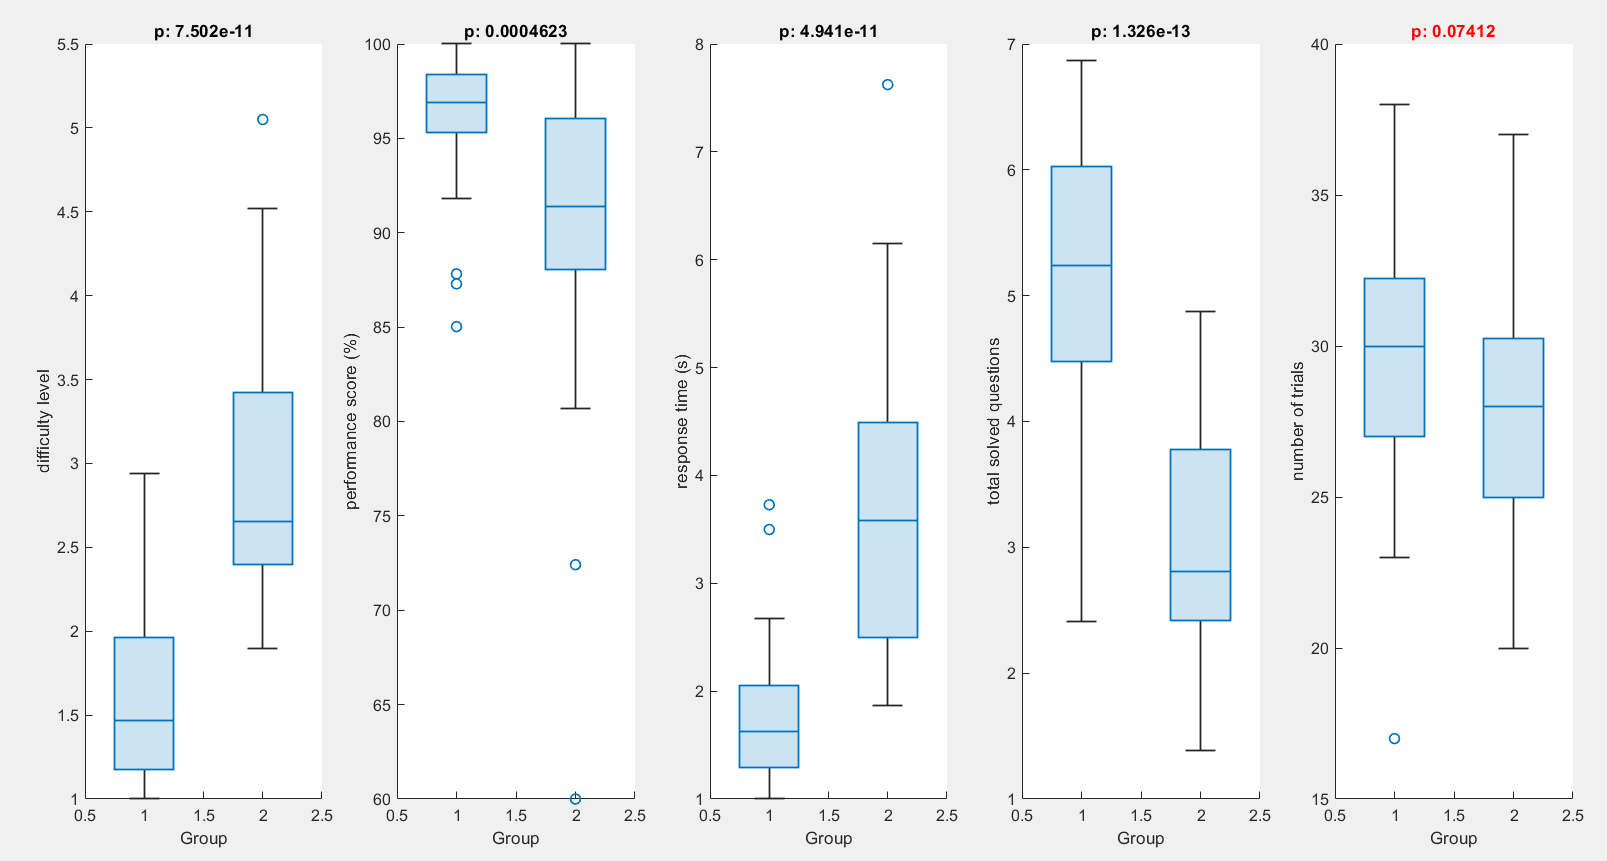 p: 7.502e-11
5.5
5
4.5
4
3.5
3
2.5
2
1.5
1
difficulty level
0.5 1 1.5 2 2.5
Group
p: 0.0004623
100
95
90
85
80
75
70
65
60
performance score (%)
0.5 1 1.5 2 2.5
Group
p: 4.941e-11
8
7
6
5
4
3
2
1
response time (s)
0.5 1 1.5 2 2.5
Group
p: 1.326e-13
7
6
5
4
3
2
1
total solved questions
0.5 1 1.5 2 2.5
Group
p: 0.07412
40
35
30
25
20
15
number of trials
0.5 1 1.5 2 2.5
Group